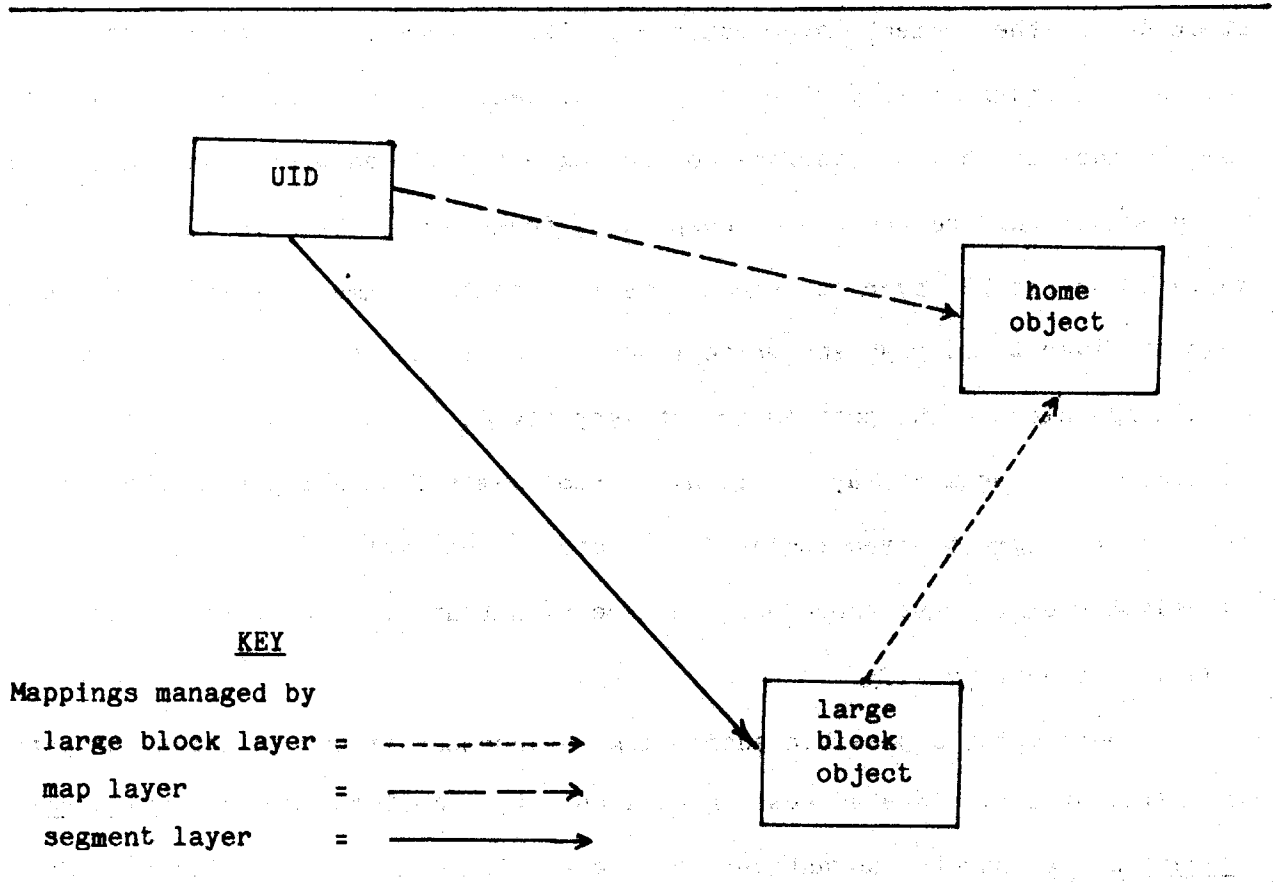 UID
home
object
large
block
object
KEY
Mappings managed by
large block layer =
map layer =
segment layer =